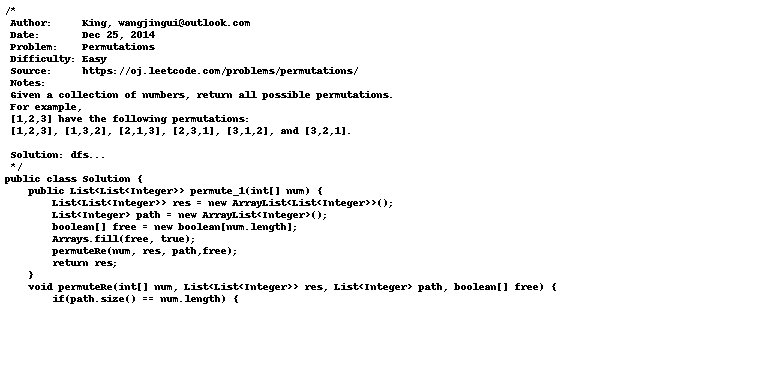 /*
 Author:     King, wangjingui@outlook.com
 Date:       Dec 25, 2014
 Problem:    Permutations
 Difficulty: Easy
 Source:     https://oj.leetcode.com/problems/permutations/
 Notes:
 Given a collection of numbers, return all possible permutations.
 For example,
 [1,2,3] have the following permutations:
 [1,2,3], [1,3,2], [2,1,3], [2,3,1], [3,1,2], and [3,2,1].

 Solution: dfs...
 */
public class Solution {
    public List<List<Integer>> permute_1(int[] num) {
        List<List<Integer>> res = new ArrayList<List<Integer>>();
        List<Integer> path = new ArrayList<Integer>();
        boolean[] free = new boolean[num.length];
        Arrays.fill(free, true);
        permuteRe(num, res, path,free);
        return res;
    }
    void permuteRe(int[] num, List<List<Integer>> res, List<Integer> path, boolean[] free) {
        if(path.size() == num.length) {